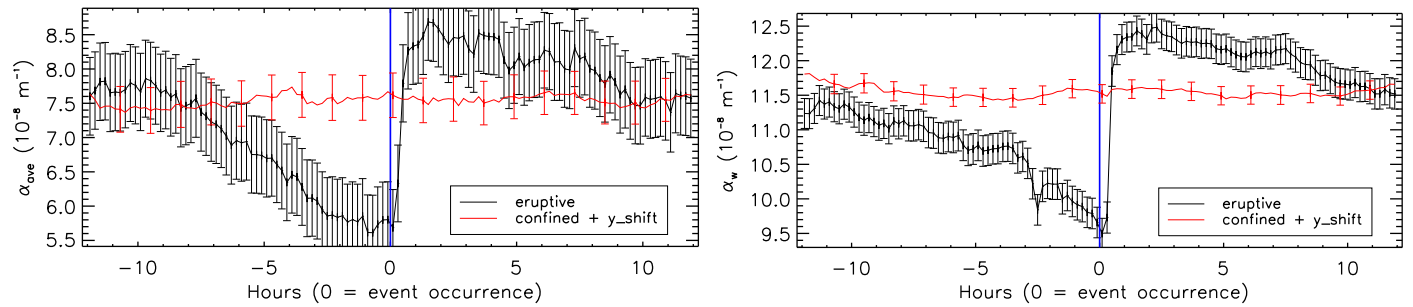 8.5
8.0
7.5
7.0
6.5
6.0
5.5
α_ave (10⁻⁸ m⁻¹)
eruptive
confined + y_shift
−10 −5 0 5 10
Hours (0 = event occurrence)
12.5
12.0
11.5
11.0
10.5
10.0
9.5
α_w (10⁻⁸ m⁻¹)
eruptive
confined + y_shift
−10 −5 0 5 10
Hours (0 = event occurrence)